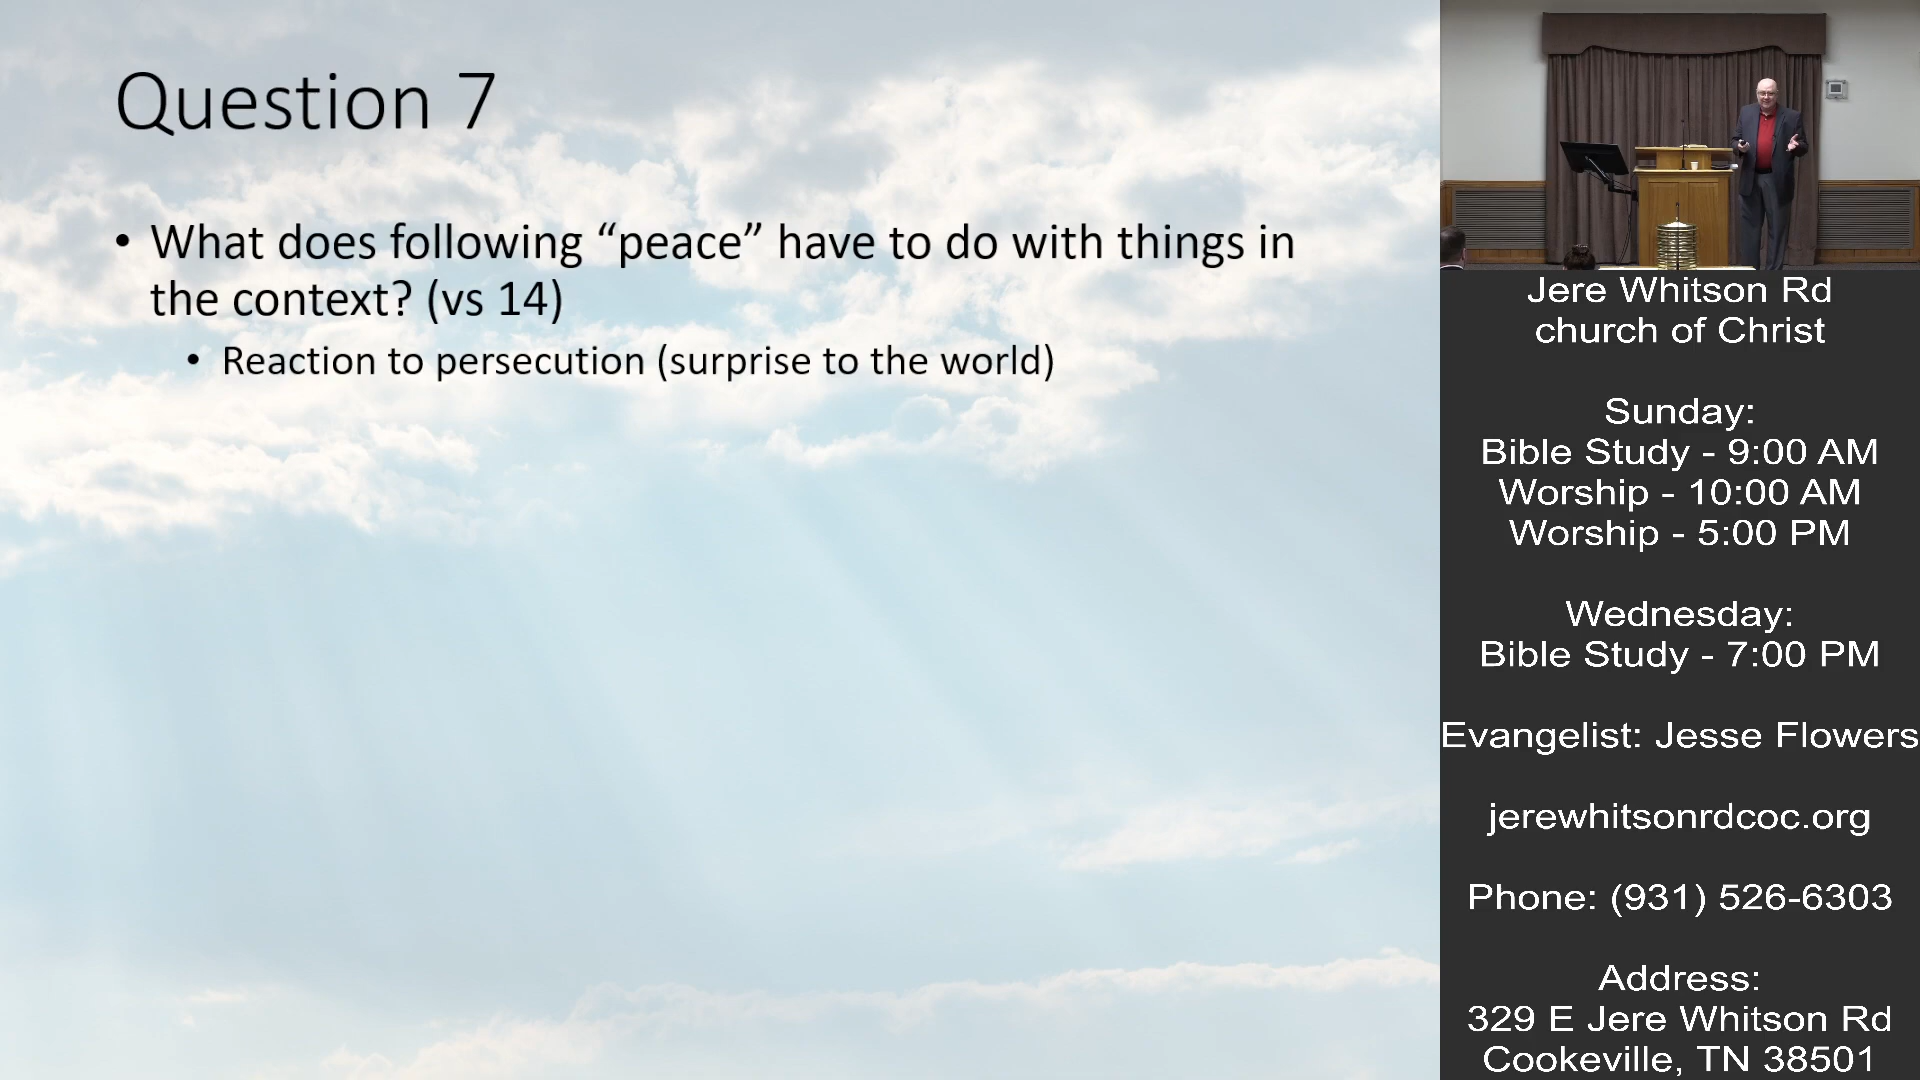 Question 7
• What does following “peace” have to do with things in
the context? (vs 14)
• Reaction to persecution (surprise to the world)
Jere Whitson Rd
church of Christ
Sunday:
Bible Study - 9:00 AM
Worship - 10:00 AM
Worship - 5:00 PM
Wednesday:
Bible Study - 7:00 PM
Evangelist: Jesse Flowers
jerewhitsonrdcoc.org
Phone: (931) 526-6303
Address:
329 E Jere Whitson Rd
Cookeville, TN 38501